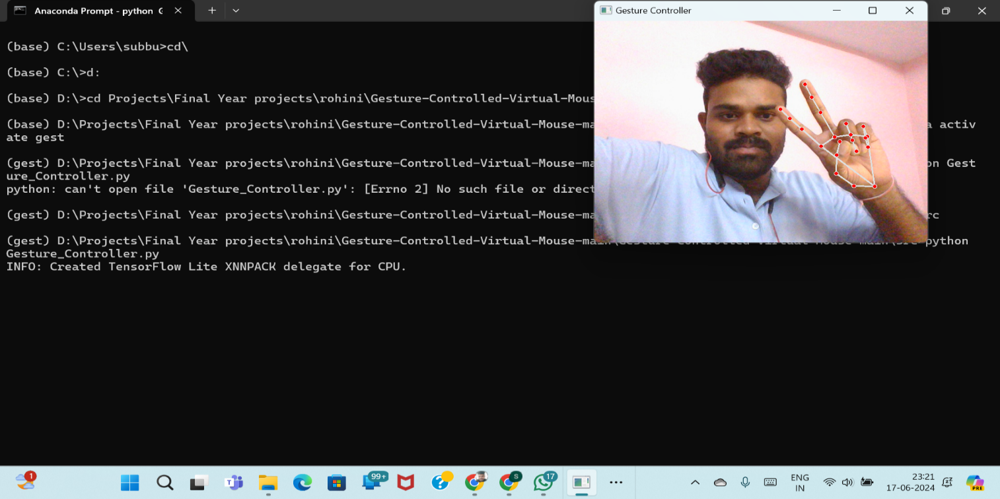 Anaconda Prompt - python
Gesture Controller
(base) C:\Users\subbu>cd\
(base) C:\>d:
(base) D:\>cd Projects\Final Year projects\rohini\Gesture-Controlled-Virtual-Mous
(base) D:\Projects\Final Year projects\rohini\Gesture-Controlled-Virtual-Mouse-ma a activ
ate gest
(gest) D:\Projects\Final Year projects\rohini\Gesture-Controlled-Virtual-Mouse-ma on Gest
ure_Controller.py
python: can't open file 'Gesture_Controller.py': [Errno 2] No such file or direct
(gest) D:\Projects\Final Year projects\rohini\Gesture-Controlled-Virtual-Mouse-ma rc
(gest) D:\Projects\Final Year projects\rohini\Gesture-Controlled-Virtual-Mouse-main\Gesture-Controlled-Virtual-Mouse-main\src>python
Gesture_Controller.py
INFO: Created TensorFlow Lite XNNPACK delegate for CPU.
1
99+
S
17
ENG
IN
23:21
17-06-2024
PRE